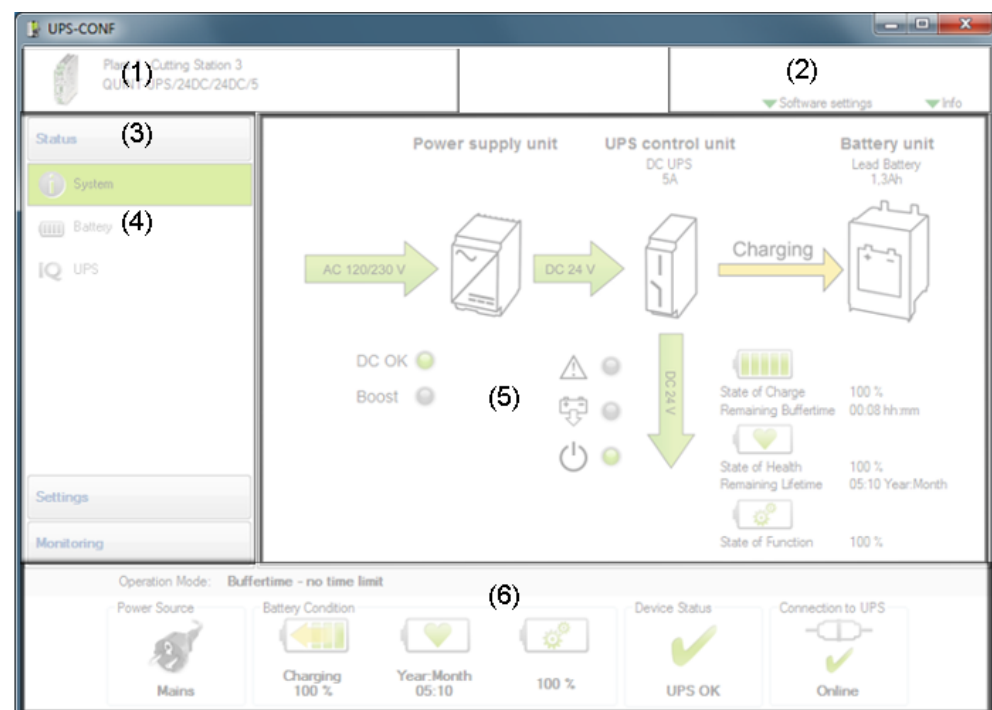 UPS-CONF
Plant 1, Cutting Station 3
(1)
QUINT-UPS/24DC/24DC/5
(2)
Software settings Info
Status
(3)
System
Battery
(4)
IQ UPS
Settings
Monitoring
Power supply unit UPS control unit Battery unit
DC UPS Lead Battery
5A 1,3Ah
AC 120/230 V DC 24 V Charging
DC OK
Boost
(5)
DC 24 V
State of Charge 100 %
Remaining Buffertime 00:08 hh:mm
State of Health 100 %
Remaining Lifetime 05:10 Year:Month
State of Function 100 %
Operation Mode: Buffertime - no time limit
(6)
Power Source Battery Condition Device Status Connection to UPS
Mains Charging Year:Month 100 % UPS OK Online
100 % 05:10